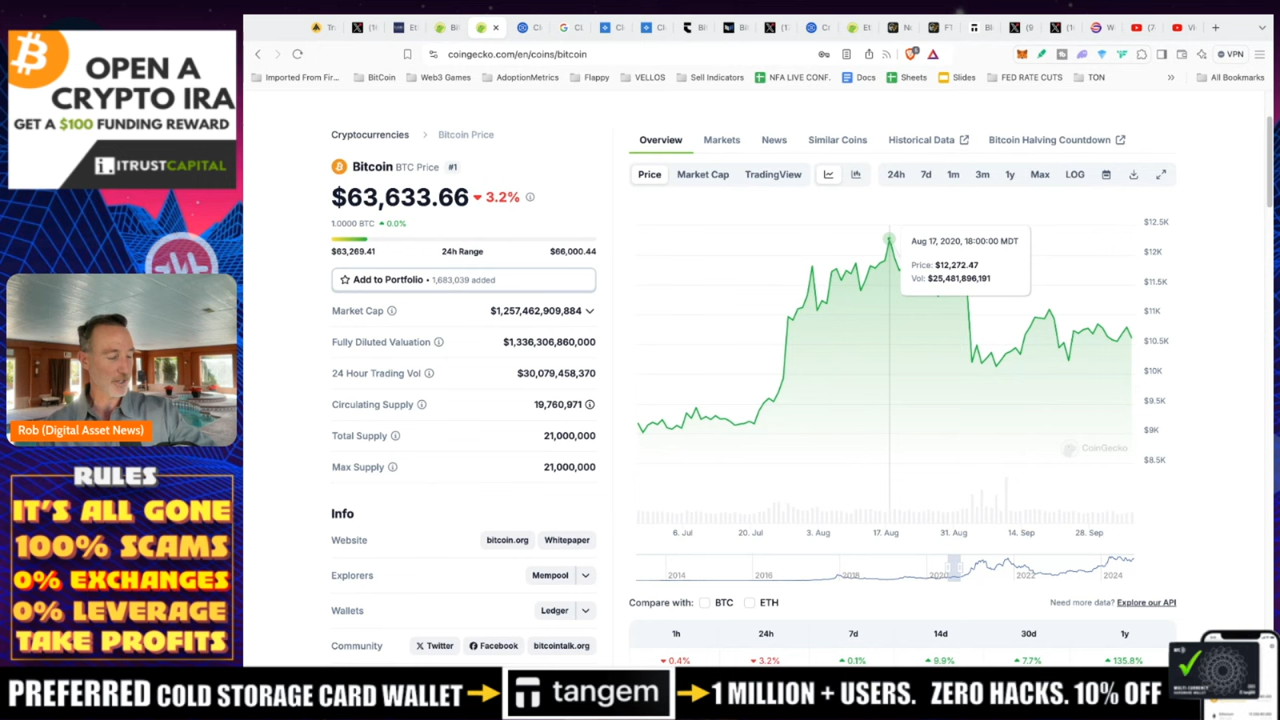 OPEN A
CRYPTO IRA
GET A $100 FUNDING REWARD
ITRUSTCAPITAL
Rob (Digital Asset News)
RULES
IT'S ALL GONE
100% SCAMS
0% EXCHANGES
0% LEVERAGE
TAKE PROFITS
coingecko.com/en/coins/bitcoin
VPN
Imported From Fir... BitCoin Web3 Games AdoptionMetrics Flappy VELLOS Sell Indicators NFA LIVE CONF. Docs Sheets Slides FED RATE CUTS TON » All Bookmarks
Cryptocurrencies > Bitcoin Price
Bitcoin BTC Price #1
$63,633.66 3.2%
1.0000 BTC 0.0%
$63,269.41 24h Range $66,000.44
Add to Portfolio • 1,683,039 added
Market Cap $1,257,462,909,884
Fully Diluted Valuation $1,336,306,860,000
24 Hour Trading Vol $30,079,458,370
Circulating Supply 19,760,971
Total Supply 21,000,000
Max Supply 21,000,000
Info
Website bitcoin.org Whitepaper
Explorers Mempool
Wallets Ledger
Community Twitter Facebook bitcointalk.org
Overview Markets News Similar Coins Historical Data Bitcoin Halving Countdown
Price Market Cap TradingView 24h 7d 1m 3m 1y Max LOG
Aug 17, 2020, 18:00:00 MDT
Price: $12,272.47
Vol: $25,481,896,191
$12.5K
$12K
$11.5K
$11K
$10.5K
$10K
$9.5K
$9K
$8.5K
CoinGecko
6. Jul 20. Jul 3. Aug 17. Aug 31. Aug 14. Sep 28. Sep
2014 2016 2018 2020 2022 2024
Compare with: BTC ETH Need more data? Explore our API
1h 24h 7d 14d 30d 1y
0.4% 3.2% 0.1% 9.9% 7.7% 135.8%
PREFERRED COLD STORAGE CARD WALLET tangem 1 MILLION + USERS. ZERO HACKS. 10% OFF